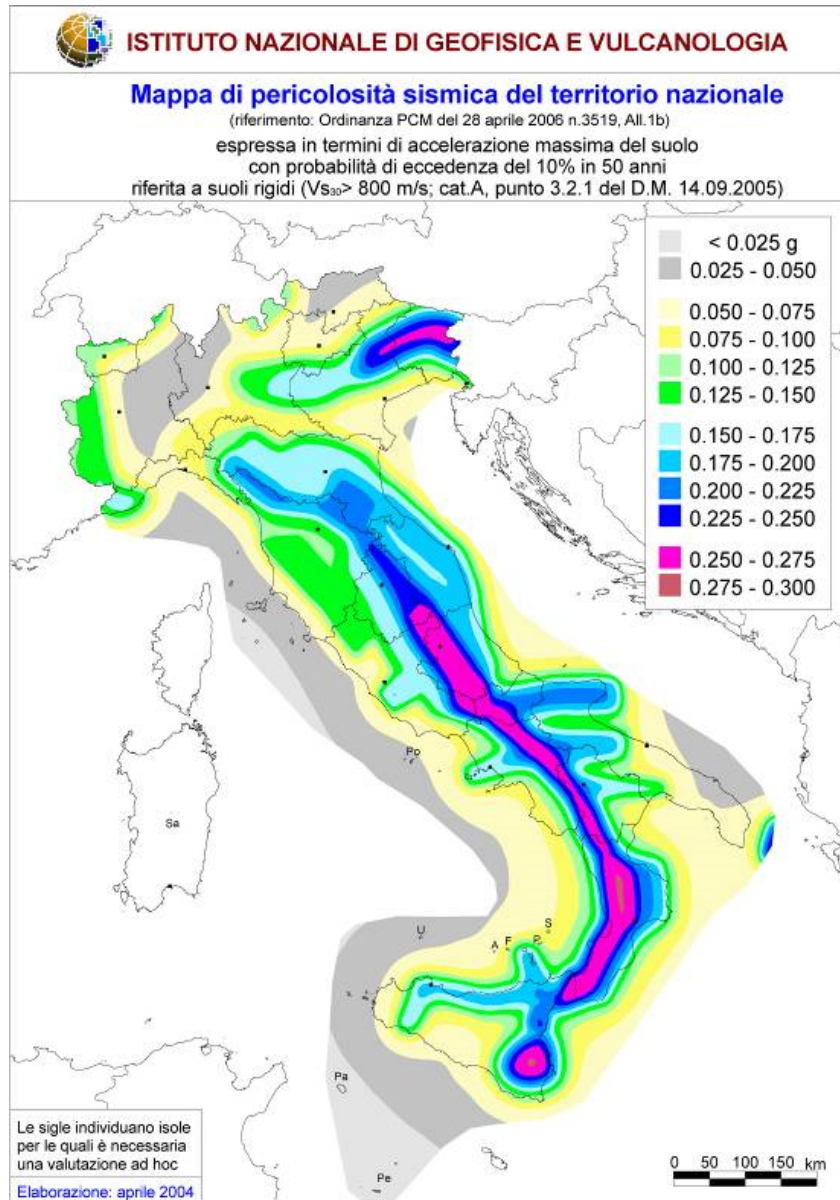 ISTITUTO NAZIONALE DI GEOFISICA E VULCANOLOGIA
Mappa di pericolosità sismica del territorio nazionale
(riferimento: Ordinanza PCM del 28 aprile 2006 n.3519, All.1b)
espressa in termini di accelerazione massima del suolo
con probabilità di eccedenza del 10% in 50 anni
riferita a suoli rigidi (Vs30> 800 m/s; cat.A, punto 3.2.1 del D.M. 14.09.2005)
< 0.025 g
0.025 - 0.050
0.050 - 0.075
0.075 - 0.100
0.100 - 0.125
0.125 - 0.150
0.150 - 0.175
0.175 - 0.200
0.200 - 0.225
0.225 - 0.250
0.250 - 0.275
0.275 - 0.300
Po
Sa
U
S
A
F
P
Pa
Pe
Le sigle individuano isole
per le quali è necessaria
una valutazione ad hoc
Elaborazione: aprile 2004
0 50 100 150 km